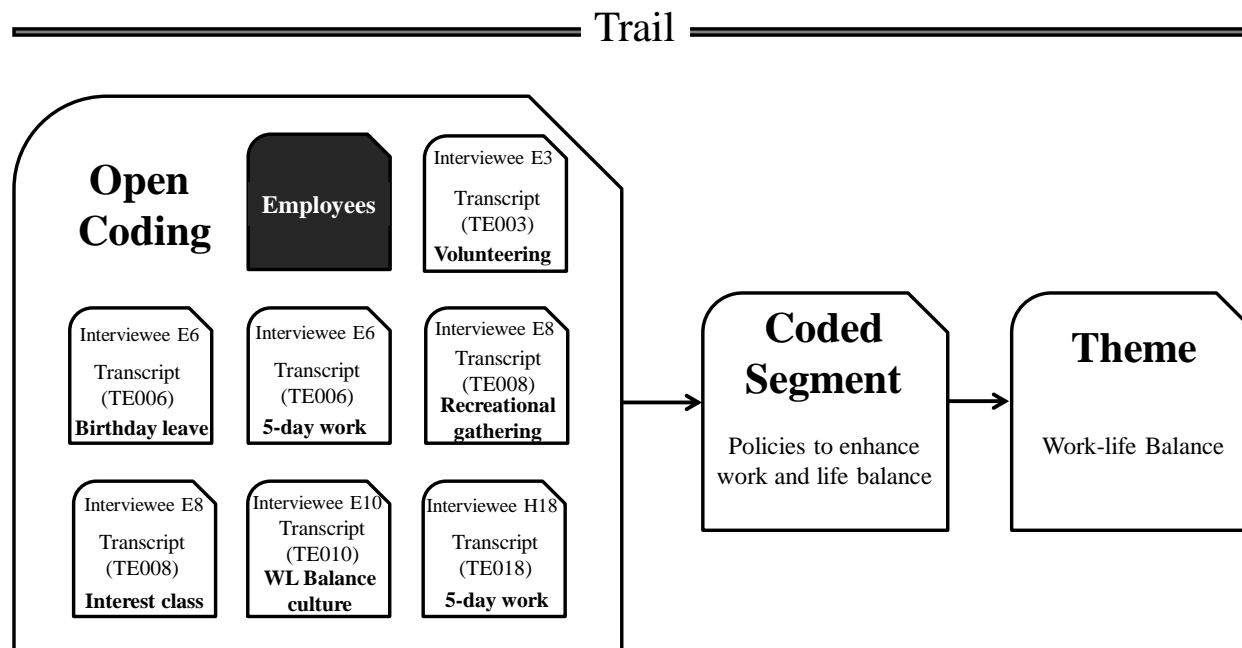 Trail
Open
Coding
Employees
Interviewee E3
Transcript
(TE003)
Volunteering
Interviewee E6
Transcript
(TE006)
Birthday leave
Interviewee E6
Transcript
(TE006)
5-day work
Interviewee E8
Transcript
(TE008)
Recreational
gathering
Interviewee E8
Transcript
(TE008)
Interest class
Interviewee E10
Transcript
(TE010)
WL Balance
culture
Interviewee H18
Transcript
(TE018)
5-day work
Coded
Segment
Policies to enhance
work and life balance
Theme
Work-life Balance